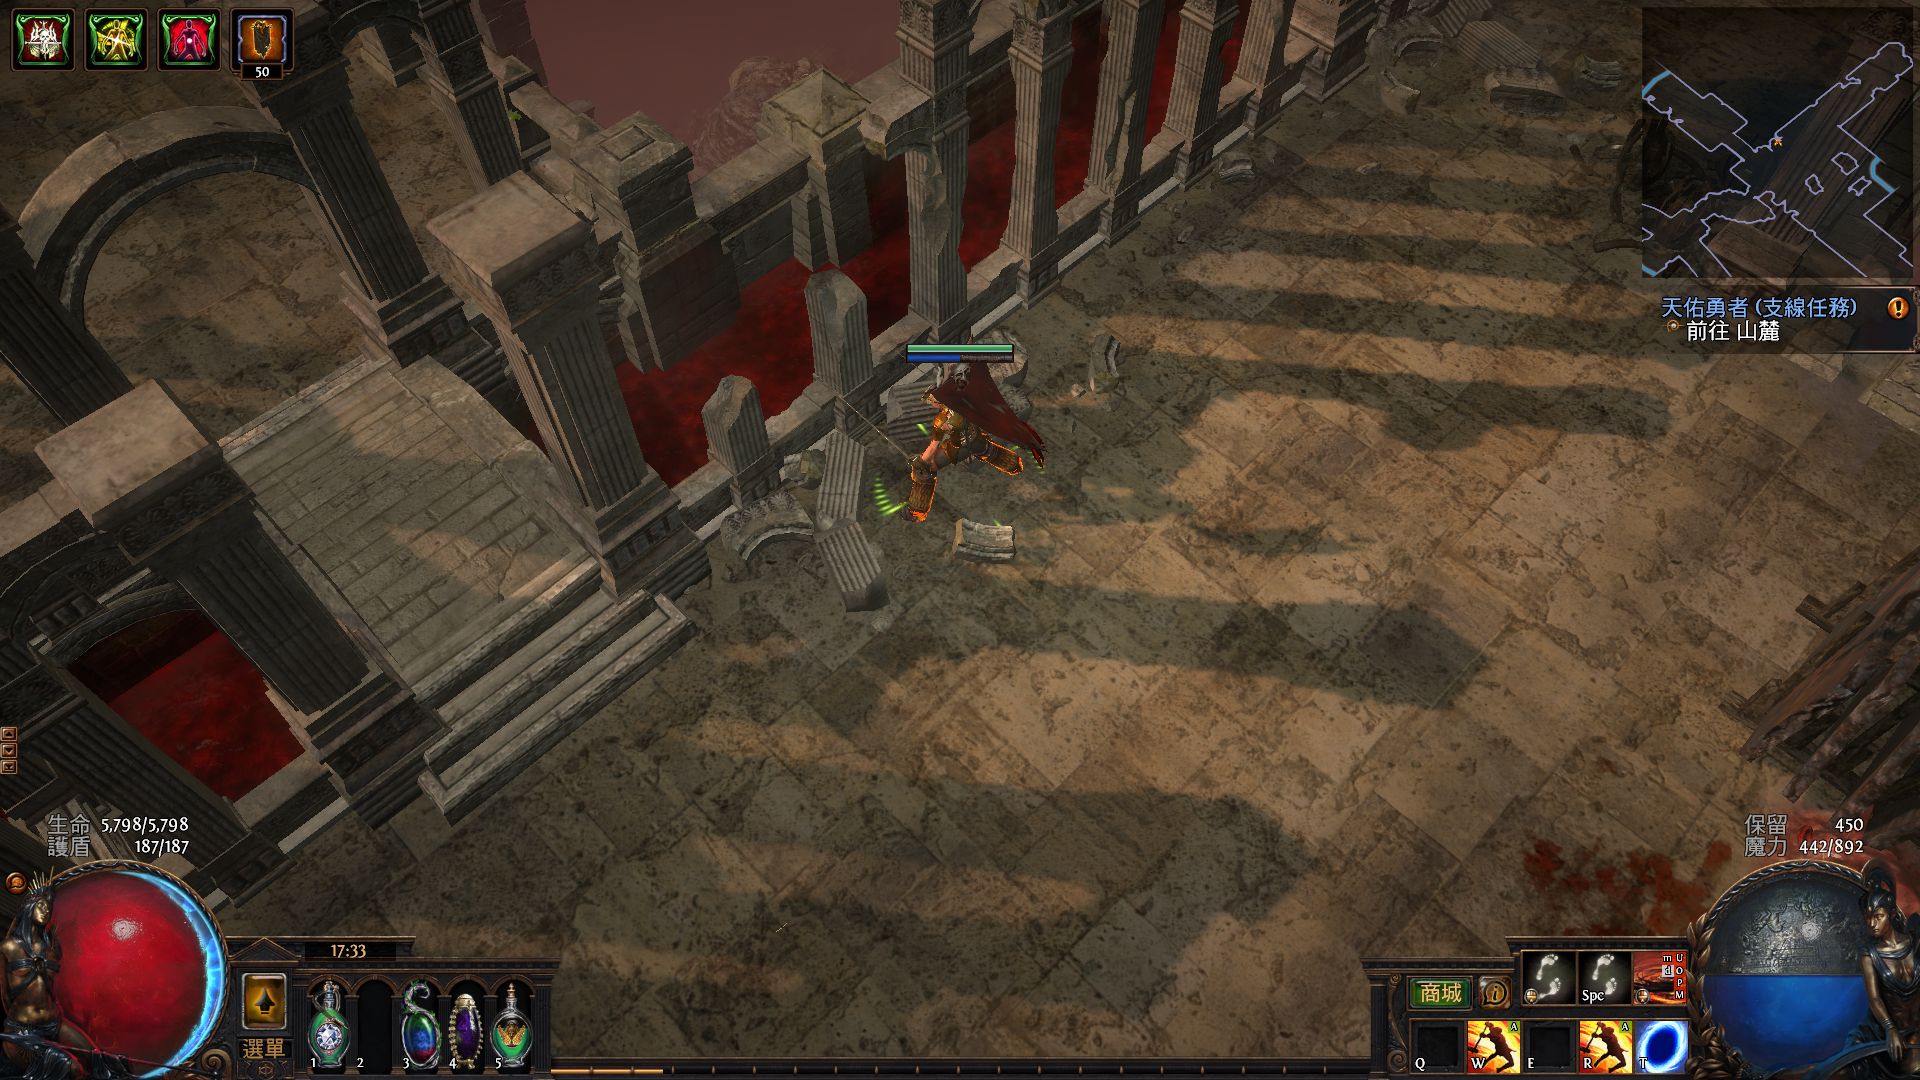 50
天佑勇者 (支線任務)
前往 山麓
生命 5,798/5,798
護盾 187/187
保留 450
魔力 442/892
17:33
選單
1 2 3 4 5
商城
Spc
m U
d O
P
M
Q W A E R A T